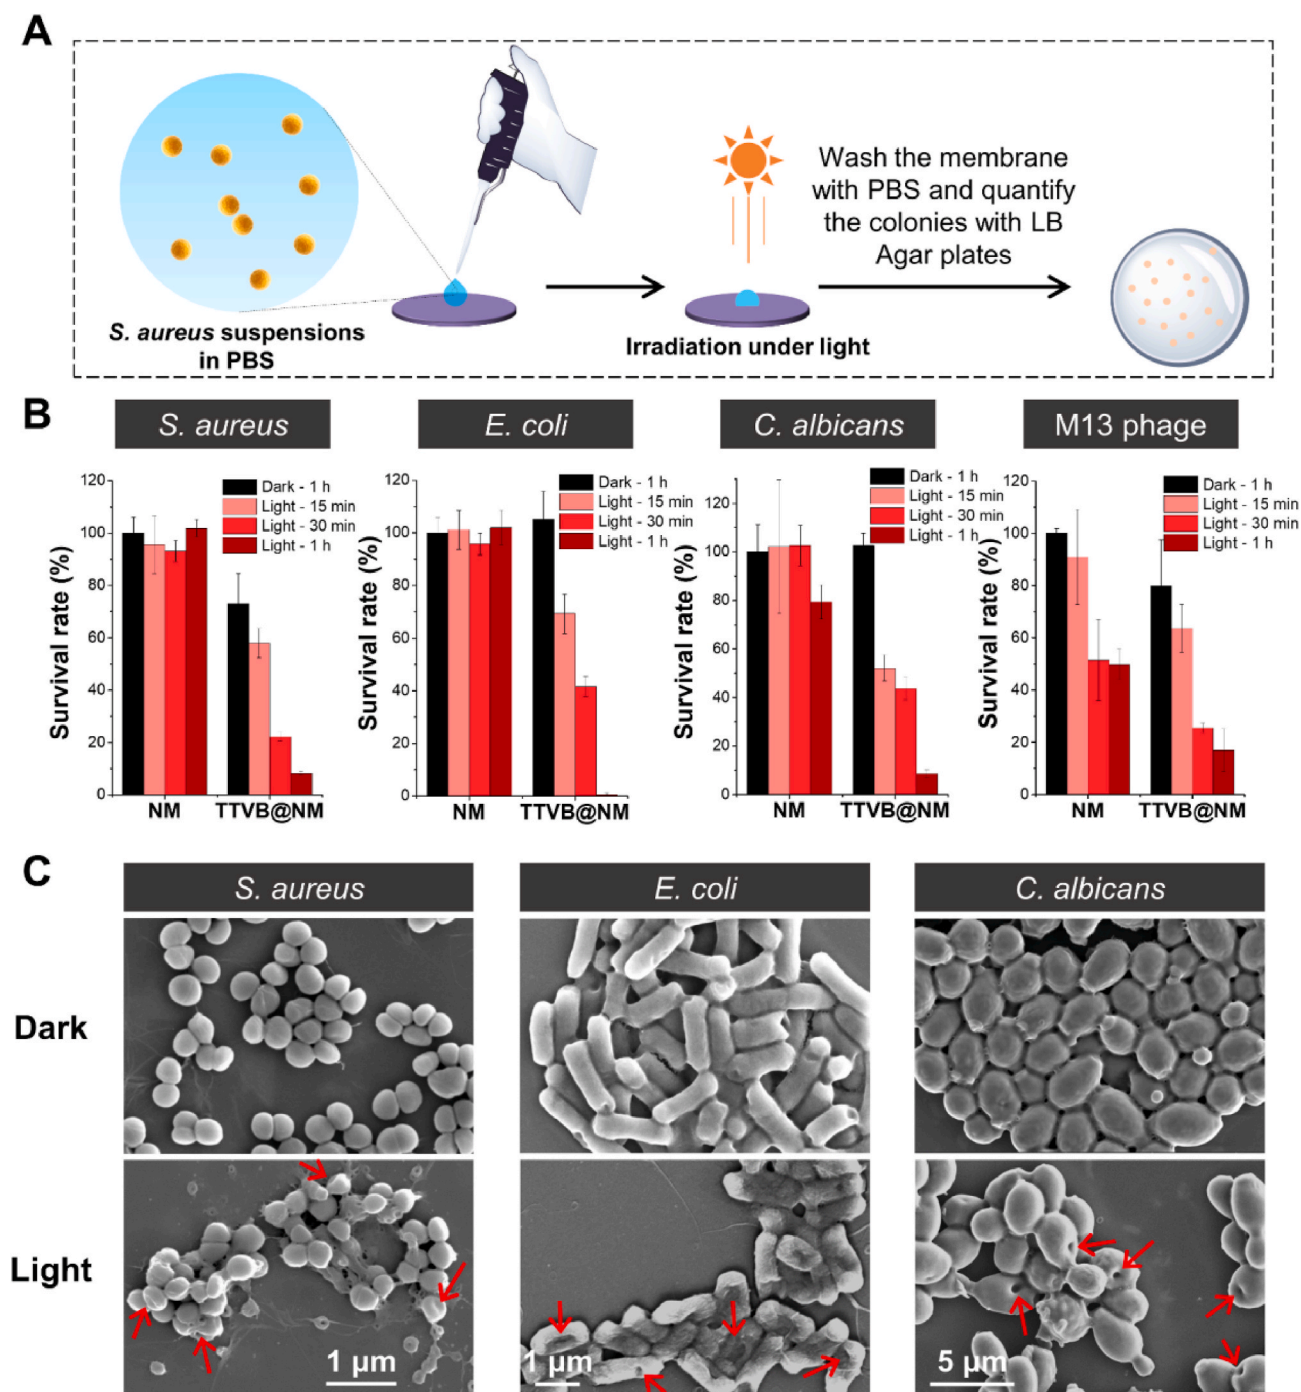 A
S. aureus suspensions
in PBS
Irradiation under light
Wash the membrane
with PBS and quantify
the colonies with LB
Agar plates
B
S. aureus
Survival rate (%)
120
100
80
60
40
20
0
Dark - 1 h
Light - 15 min
Light - 30 min
Light - 1 h
NM
TTVB@NM
E. coli
Survival rate (%)
120
100
80
60
40
20
0
Dark - 1 h
Light - 15 min
Light - 30 min
Light - 1 h
NM
TTVB@NM
C. albicans
Survival rate (%)
120
100
80
60
40
20
0
Dark - 1 h
Light - 15 min
Light - 30 min
Light - 1 h
NM
TTVB@NM
M13 phage
Survival rate (%)
120
100
80
60
40
20
0
Dark - 1 h
Light - 15 min
Light - 30 min
Light - 1 h
NM
TTVB@NM
C
S. aureus
E. coli
C. albicans
Dark
Light
1 μm
1 μm
5 μm